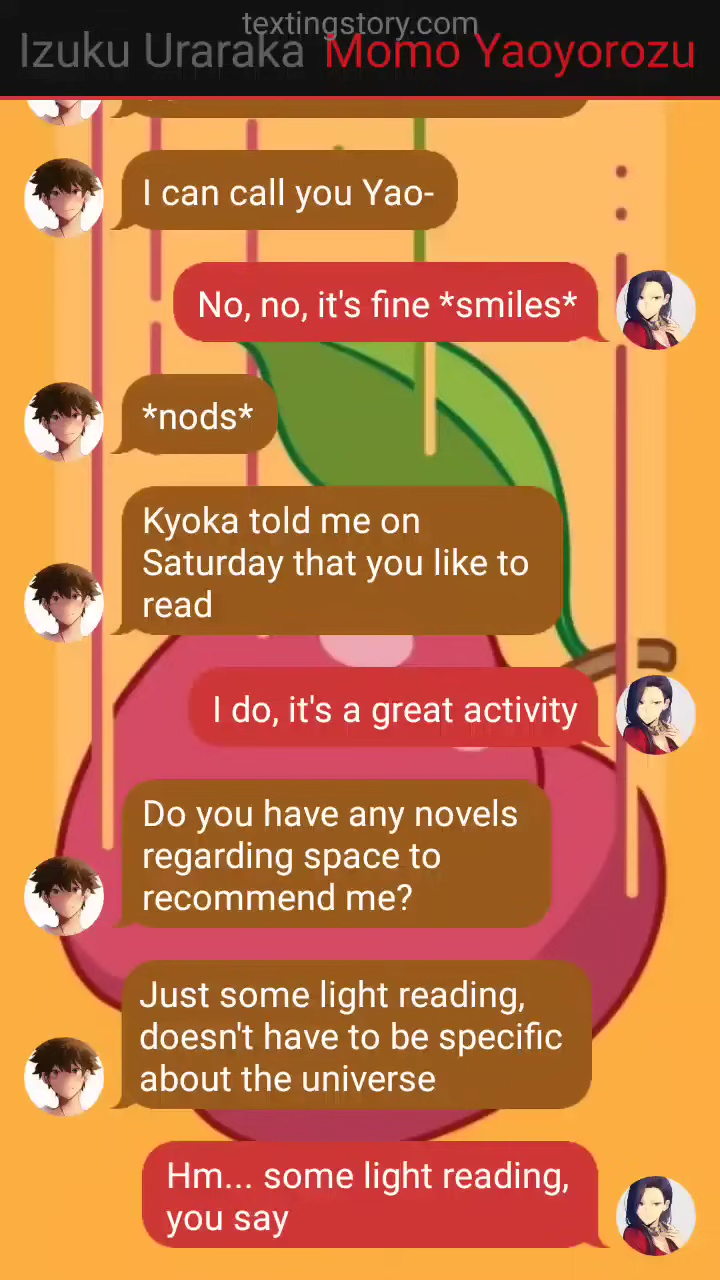 textingstory.com
Izuku Uraraka Momo Yaoyorozu
I can call you Yao-
No, no, it's fine *smiles*
*nods*
Kyoka told me on
Saturday that you like to
read
I do, it's a great activity
Do you have any novels
regarding space to
recommend me?
Just some light reading,
doesn't have to be specific
about the universe
Hm... some light reading,
you say